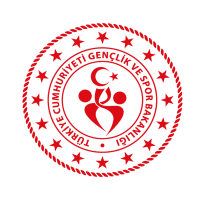 TÜRKİYE CUMHURİYETİ GENÇLİK VE SPOR BAKANLIĞI